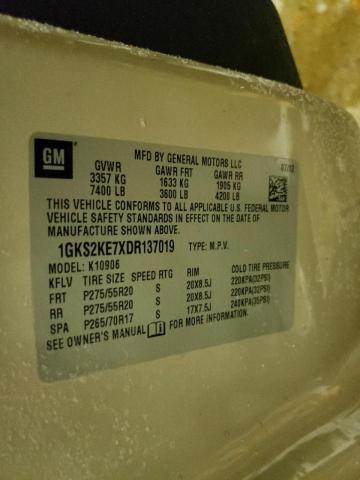 GM
MFD BY GENERAL MOTORS LLC 07/12
GVWR GAWR FRT GAWR RR
3357 KG 1633 KG 1905 KG
7400 LB 3600 LB 4200 LB
THIS VEHICLE CONFORMS TO ALL APPLICABLE U.S. FEDERAL MOTOR
VEHICLE SAFETY STANDARDS IN EFFECT ON THE DATE OF
MANUFACTURE SHOWN ABOVE.
1GKS2KE7XDR137019 TYPE: M.P.V.
MODEL: K10906
KFLV TIRE SIZE SPEED RTG RIM COLD TIRE PRESSURE
FRT P275/55R20 S 20X8.5J 220KPA(32PSI)
RR P275/55R20 S 20X8.5J 220KPA(32PSI)
SPA P265/70R17 S 17X7.5J 240KPA(35PSI)
SEE OWNER'S MANUAL FOR MORE INFORMATION.